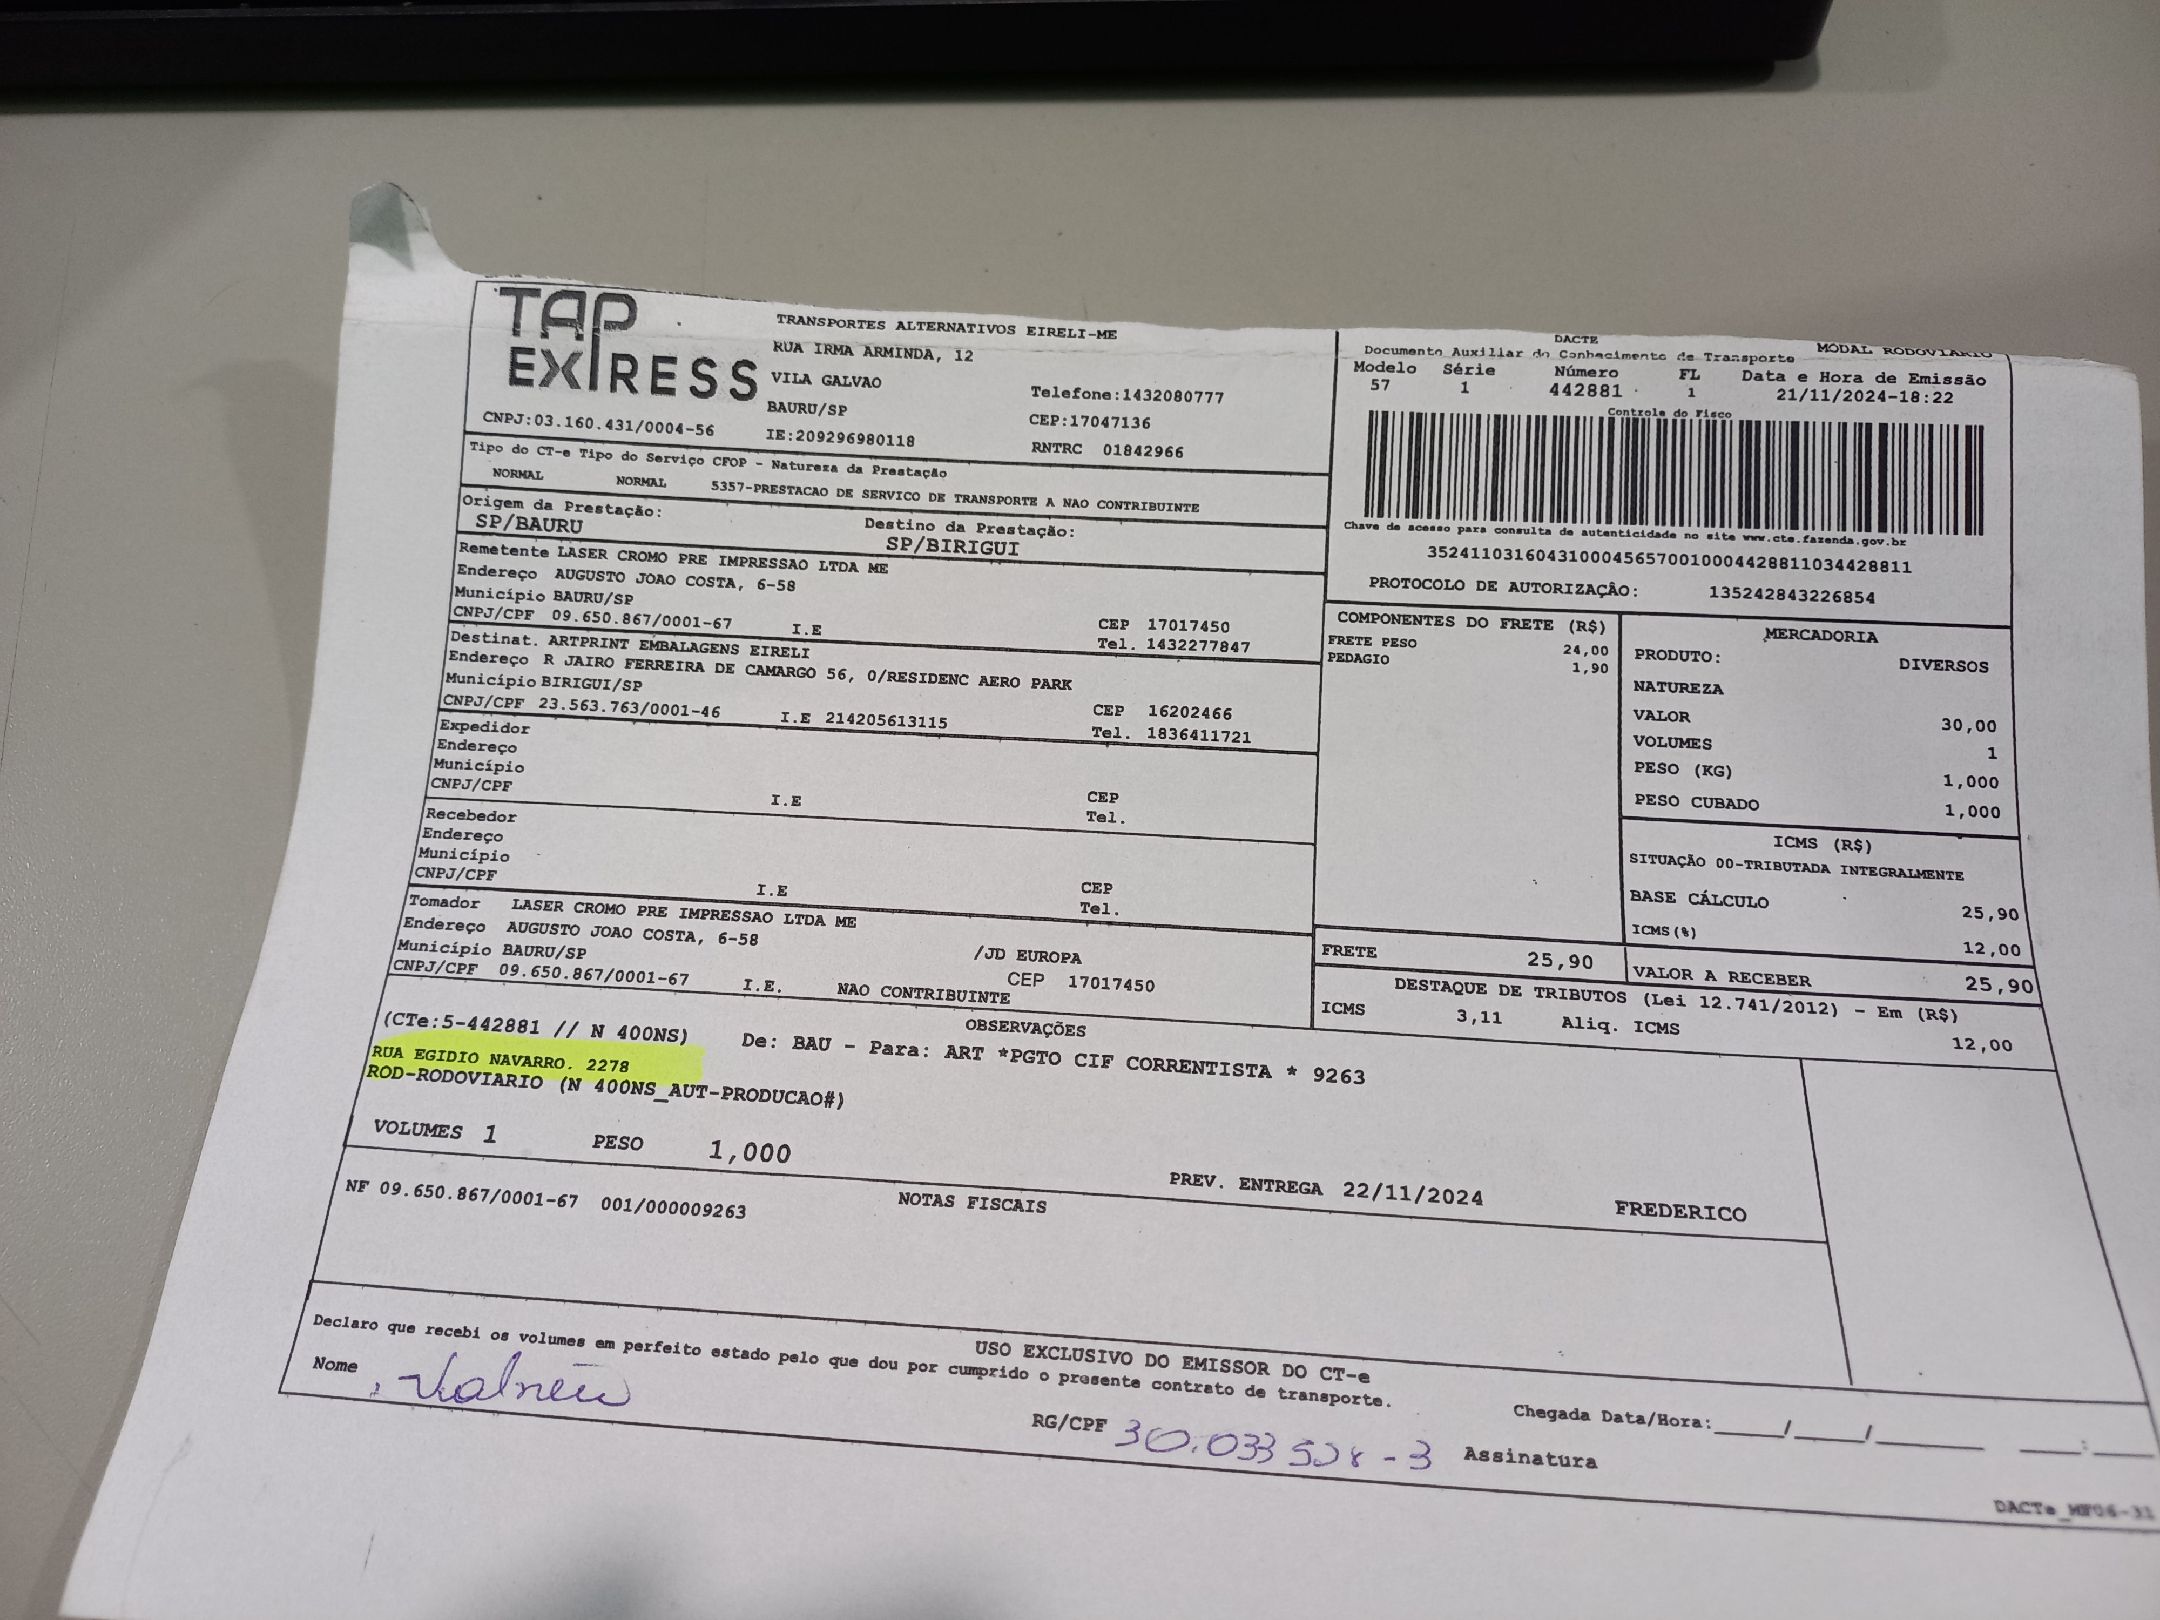 TAP
EXPRESS
CNPJ:03.160.431/0004-56
TRANSPORTES ALTERNATIVOS EIRELI-ME
RUA IRMA ARMINDA, 12
VILA GALVAO
BAURU/SP
IE:209296980118
Telefone:1432080777
CEP:17047136
RNTRC 01842966
DACTE
MODAL RODOVIARIO
Documento Auxiliar do Conhecimento de Transporte
Modelo Série Número FL Data e Hora de Emissão
57 1 442881 1 21/11/2024-18:22
Controle do Fisco
Chave de acesso para consulta de autenticidade no site www.cte.fazenda.gov.br
35241103160431000456570010004428811034428811
PROTOCOLO DE AUTORIZAÇÃO: 135242843226854
Tipo do CT-e Tipo do Serviço CFOP - Natureza da Prestação
NORMAL NORMAL 5357-PRESTACAO DE SERVICO DE TRANSPORTE A NAO CONTRIBUINTE
Origem da Prestação: Destino da Prestação:
SP/BAURU SP/BIRIGUI
Remetente LASER CROMO PRE IMPRESSAO LTDA ME
Endereço AUGUSTO JOAO COSTA, 6-58
Município BAURU/SP CEP 17017450
CNPJ/CPF 09.650.867/0001-67 I.E Tel. 1432277847
Destinat. ARTPRINT EMBALAGENS EIRELI
Endereço R JAIRO FERREIRA DE CAMARGO 56, 0/RESIDENC AERO PARK
Município BIRIGUI/SP CEP 16202466
CNPJ/CPF 23.563.763/0001-46 I.E 214205613115 Tel. 1836411721
Expedidor
Endereço
Município CEP
CNPJ/CPF I.E Tel.
Recebedor
Endereço
Município CEP
CNPJ/CPF I.E Tel.
Tomador LASER CROMO PRE IMPRESSAO LTDA ME
Endereço AUGUSTO JOAO COSTA, 6-58 /JD EUROPA
Município BAURU/SP CEP 17017450
CNPJ/CPF 09.650.867/0001-67 I.E. NAO CONTRIBUINTE
COMPONENTES DO FRETE (R$)
FRETE PESO 24,00
PEDAGIO 1,90
MERCADORIA
PRODUTO: DIVERSOS
NATUREZA
VALOR 30,00
VOLUMES 1
PESO (KG) 1,000
PESO CUBADO 1,000
ICMS (R$)
SITUAÇÃO 00-TRIBUTADA INTEGRALMENTE
BASE CÁLCULO 25,90
ICMS(%) 12,00
FRETE 25,90 VALOR A RECEBER 25,90
DESTAQUE DE TRIBUTOS (Lei 12.741/2012) - Em (R$)
ICMS 3,11 Aliq. ICMS 12,00
OBSERVAÇÕES
(CTe:5-442881 // N 400NS) De: BAU - Para: ART *PGTO CIF CORRENTISTA * 9263
RUA EGIDIO NAVARRO. 2278
ROD-RODOVIARIO (N 400NS_AUT-PRODUCAO#)
VOLUMES 1 PESO 1,000 PREV. ENTREGA 22/11/2024 FREDERICO
NOTAS FISCAIS
NF 09.650.867/0001-67 001/000009263
USO EXCLUSIVO DO EMISSOR DO CT-e
Declaro que recebi os volumes em perfeito estado pelo que dou por cumprido o presente contrato de transporte.
Nome RG/CPF 30.033 528-3 Assinatura
Chegada Data/Hora:____/____/______ ___:___
DACTe_MF06-31